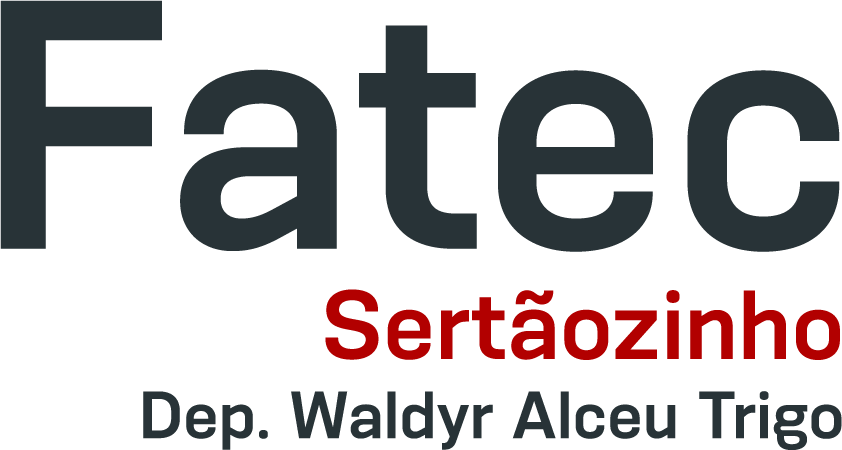 Fatec
Sertãozinho
Dep. Waldyr Alceu Trigo